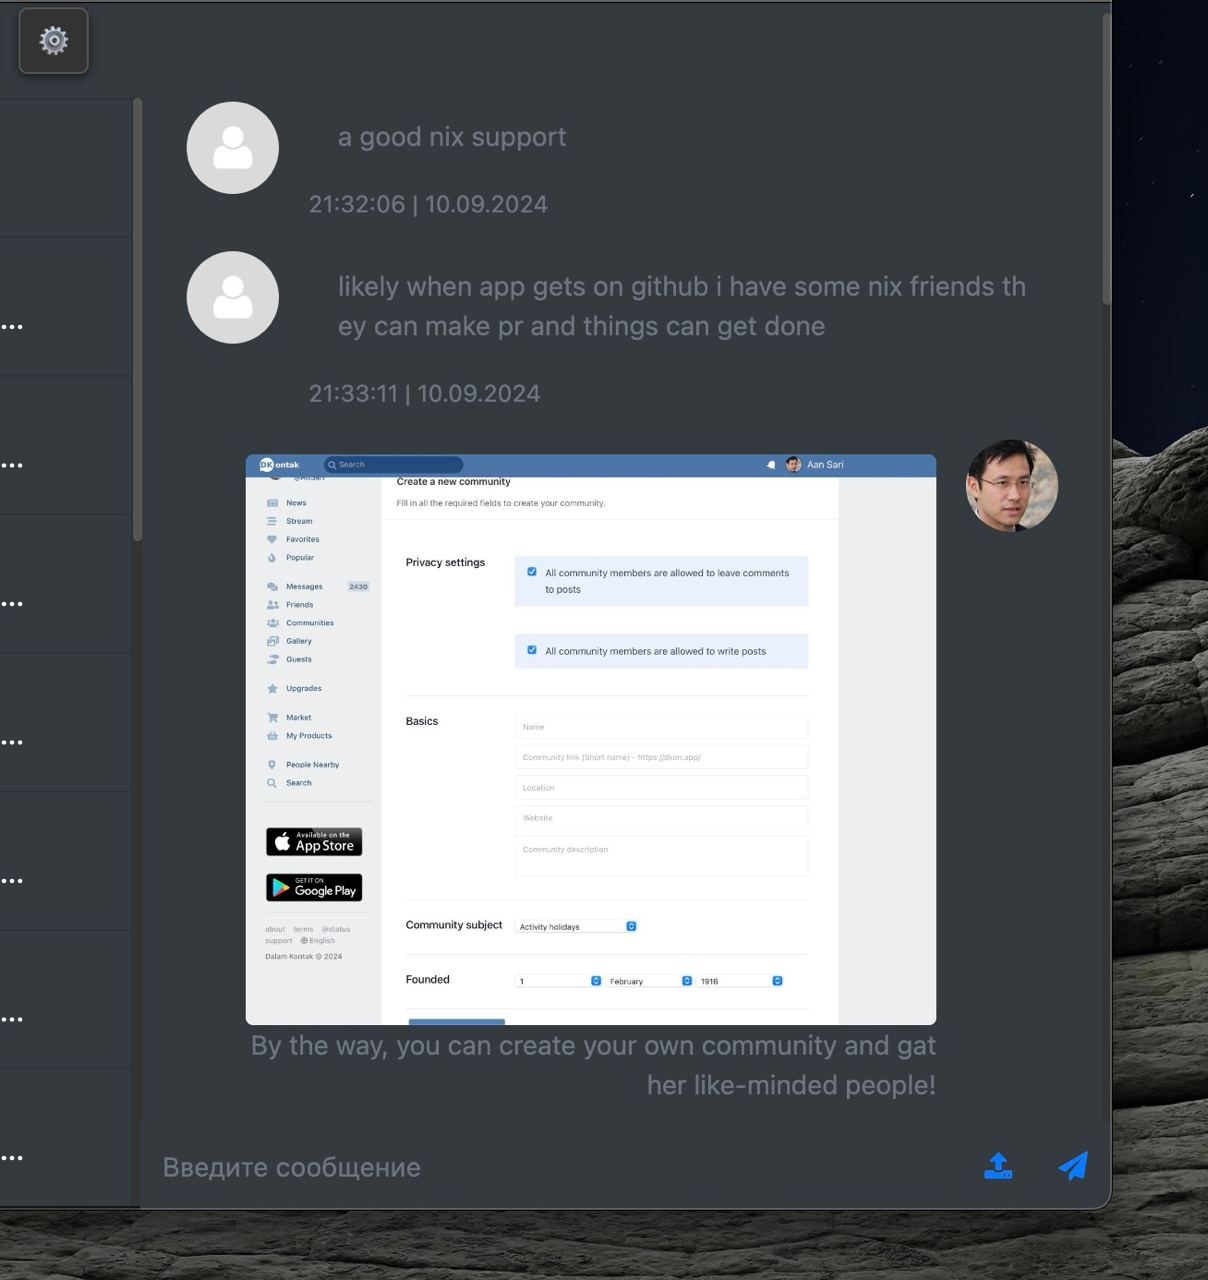 a good nix support
21:32:06 | 10.09.2024
likely when app gets on github i have some nix friends th
ey can make pr and things can get done
21:33:11 | 10.09.2024
DKontak
Search
Aan Sari
News
Stream
Favorites
Popular
Messages 2430
Friends
Communities
Gallery
Guests
Upgrades
Market
My Products
People Nearby
Search
Available on the
App Store
GET IT ON
Google Play
about terms @status
support English
Dalam Kontak © 2024
Create a new community
Fill in all the required fields to create your community.
Privacy settings
All community members are allowed to leave comments
to posts
All community members are allowed to write posts
Basics
Name
Community link (Short name) - https://dkon.app/
Location
Website
Community description
Community subject
Activity holidays
Founded
1 February 1916
By the way, you can create your own community and gat
her like-minded people!
Введите сообщение
...
...
...
...
...
...
...